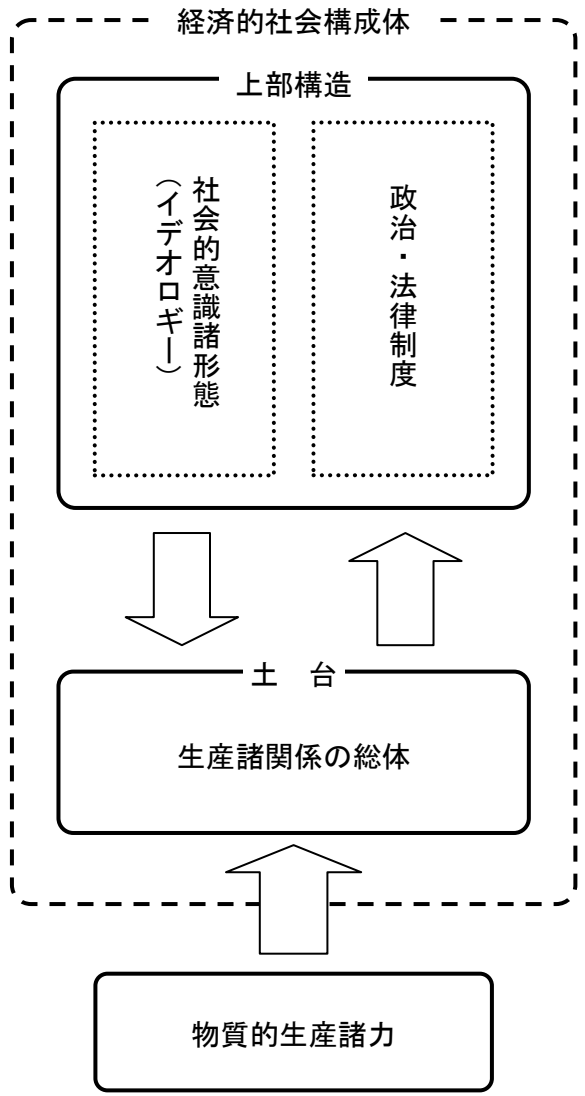 経済的社会構成体
上部構造
社会的意識諸形態
(イデオロギー)
政治・法律制度
土　台
生産諸関係の総体
物質的生産諸力